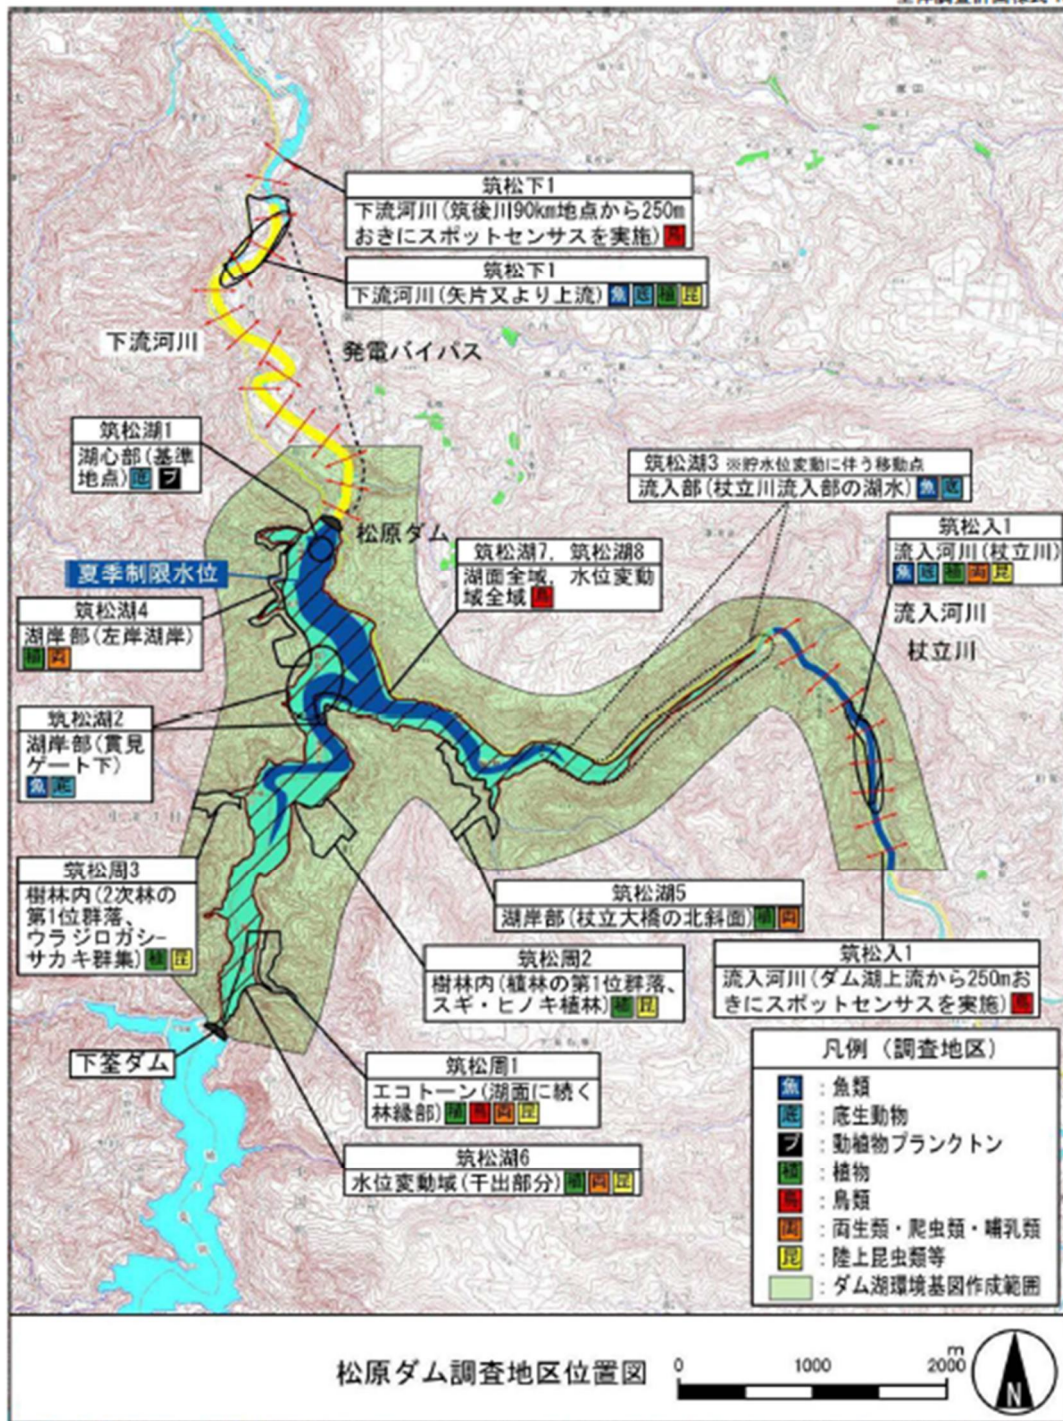 筑松下1
下流河川(筑後川90km地点から250m
おきにスポットセンサスを実施) 鳥
筑松下1
下流河川(矢片又より上流) 魚 底 植 昆
下流河川
発電バイパス
筑松湖1
湖心部(基準
地点) 底 プ
筑松湖3 ※貯水位変動に伴う移動点
流入部(杖立川流入部の湖水) 魚 底
筑松入1
流入河川(杖立川)
魚 底 植 両 昆
流入河川
杖立川
松原ダム
筑松湖7, 筑松湖8
湖面全域, 水位変動
域全域 鳥
夏季制限水位
筑松湖4
湖岸部(左岸湖岸)
植 両
筑松湖2
湖岸部(貫見
ゲート下)
魚 底
筑松周3
樹林内(2次林の
第1位群落、
ウラジロガシ-
サカキ群集) 植 昆
筑松湖5
湖岸部(杖立大橋の北斜面) 植 両
筑松周2
樹林内(植林の第1位群落、
スギ・ヒノキ植林) 植 昆
筑松入1
流入河川(ダム湖上流から250mお
きにスポットセンサスを実施) 鳥
下筌ダム
筑松周1
エコトーン(湖面に続く
林縁部) 植 鳥 両 昆
筑松湖6
水位変動域(干出部分) 植 両 昆
凡例 (調査地区)
魚 : 魚類
底 : 底生動物
プ : 動植物プランクトン
植 : 植物
鳥 : 鳥類
両 : 両生類・爬虫類・哺乳類
昆 : 陸上昆虫類等
: ダム湖環境基図作成範囲
松原ダム調査地区位置図
0 1000 2000 m
N